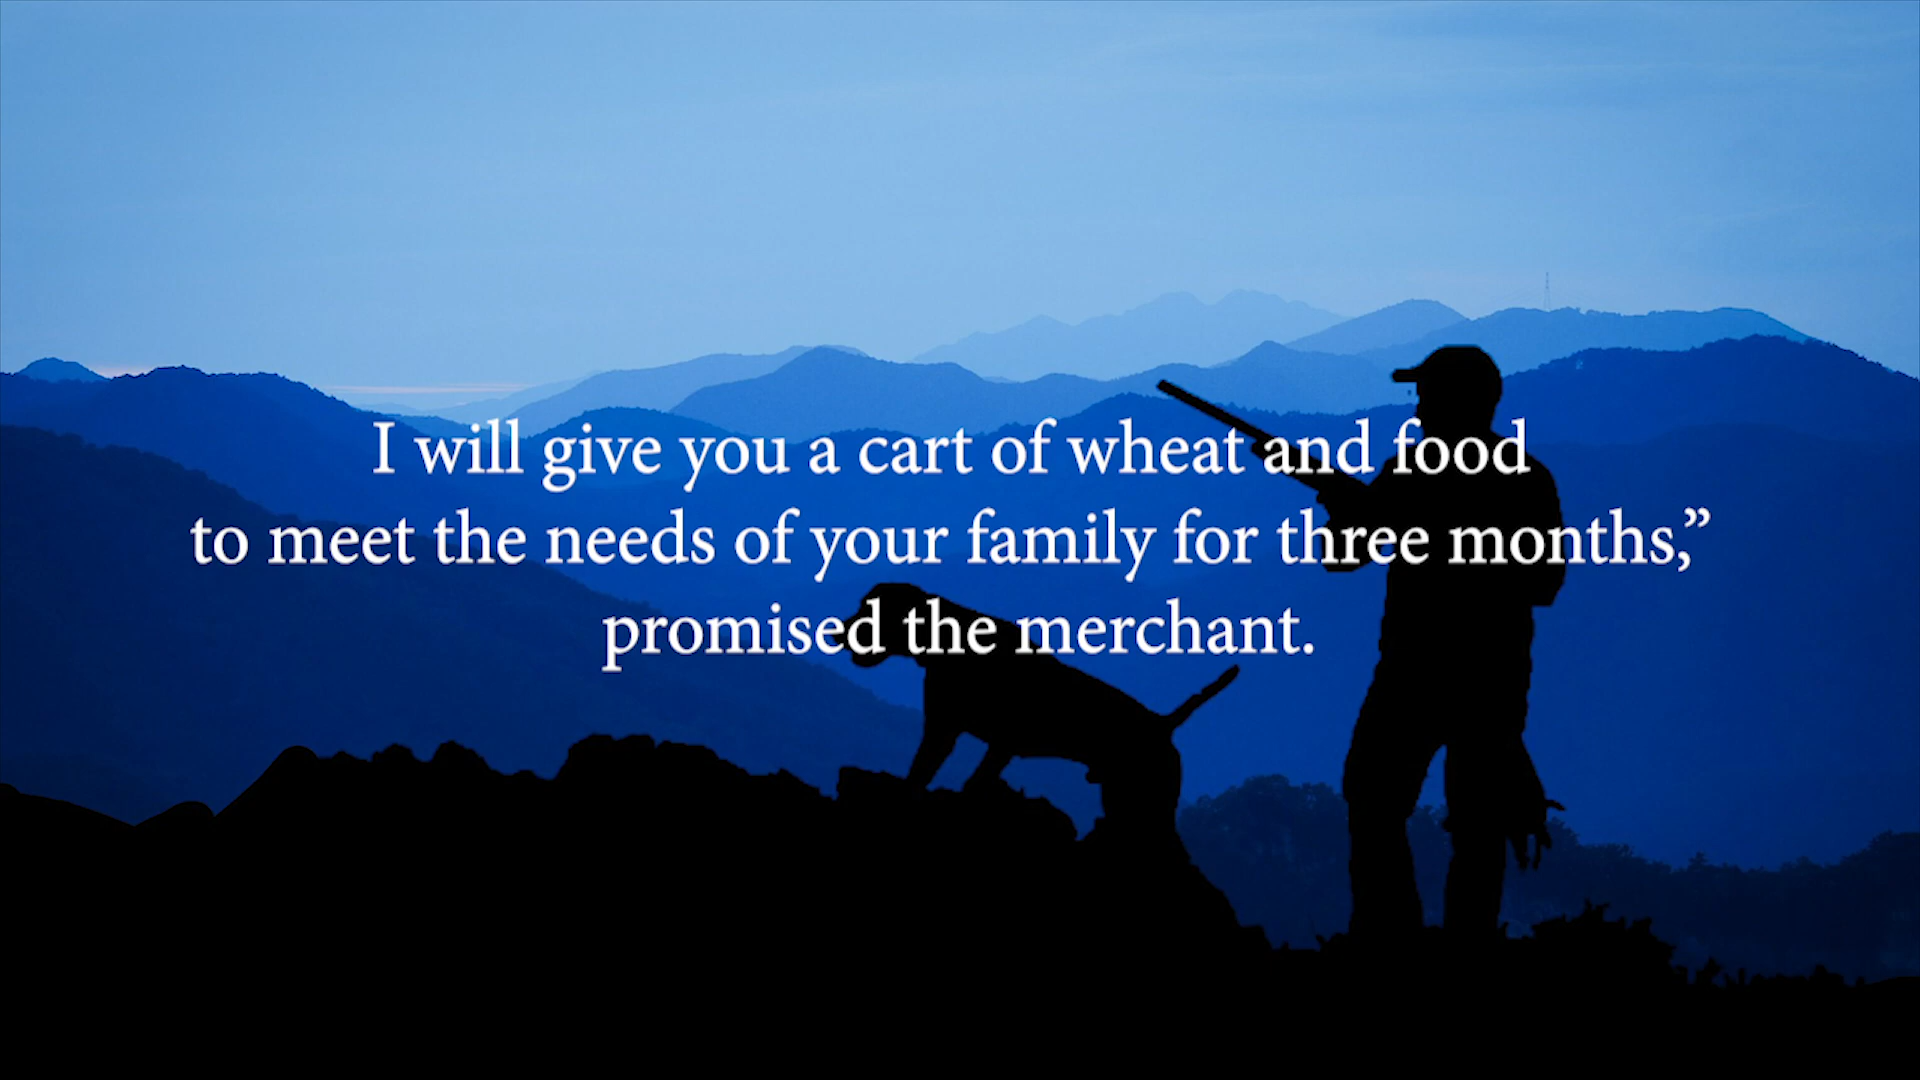 I will give you a cart of wheat and food
to meet the needs of your family for three months,”
promised the merchant.